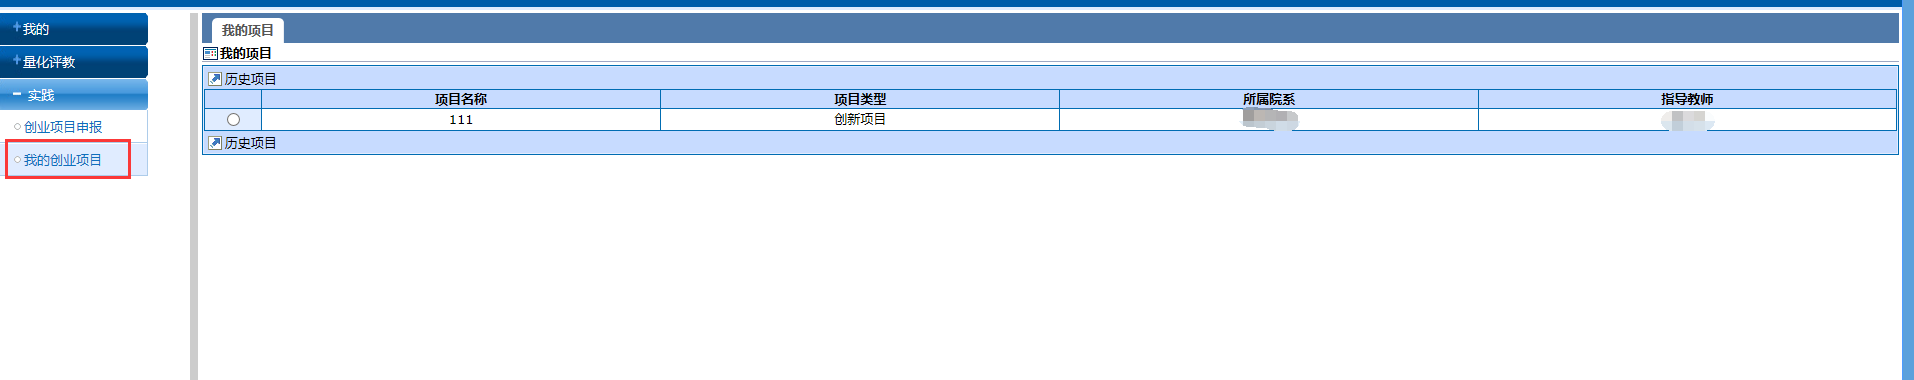 我的
量化评教
实践
创业项目申报
我的创业项目
我的项目
我的项目
历史项目
项目名称 项目类型 所属院系 指导教师
111 创新项目
历史项目